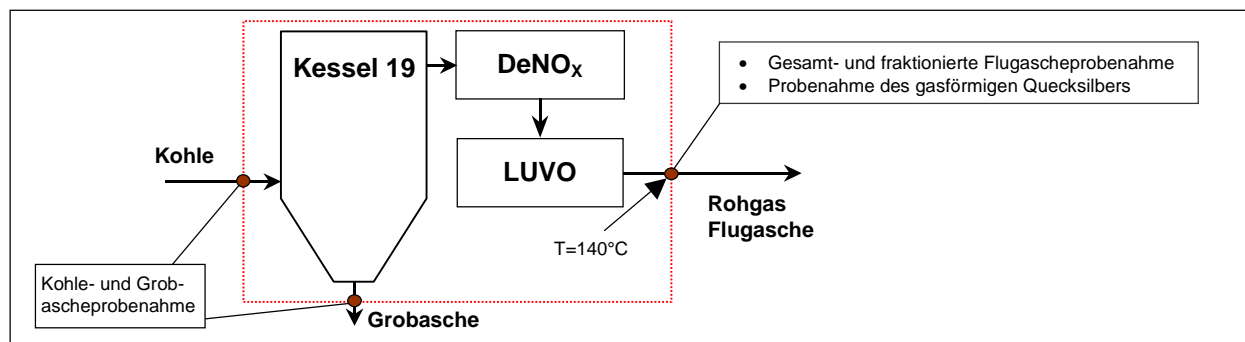 Kessel 19
DeNOX
LUVO
• Gesamt- und fraktionierte Flugascheprobenahme
• Probenahme des gasförmigen Quecksilbers
Kohle
Rohgas
Flugasche
T=140°C
Kohle- und Grob-
ascheprobenahme
Grobasche